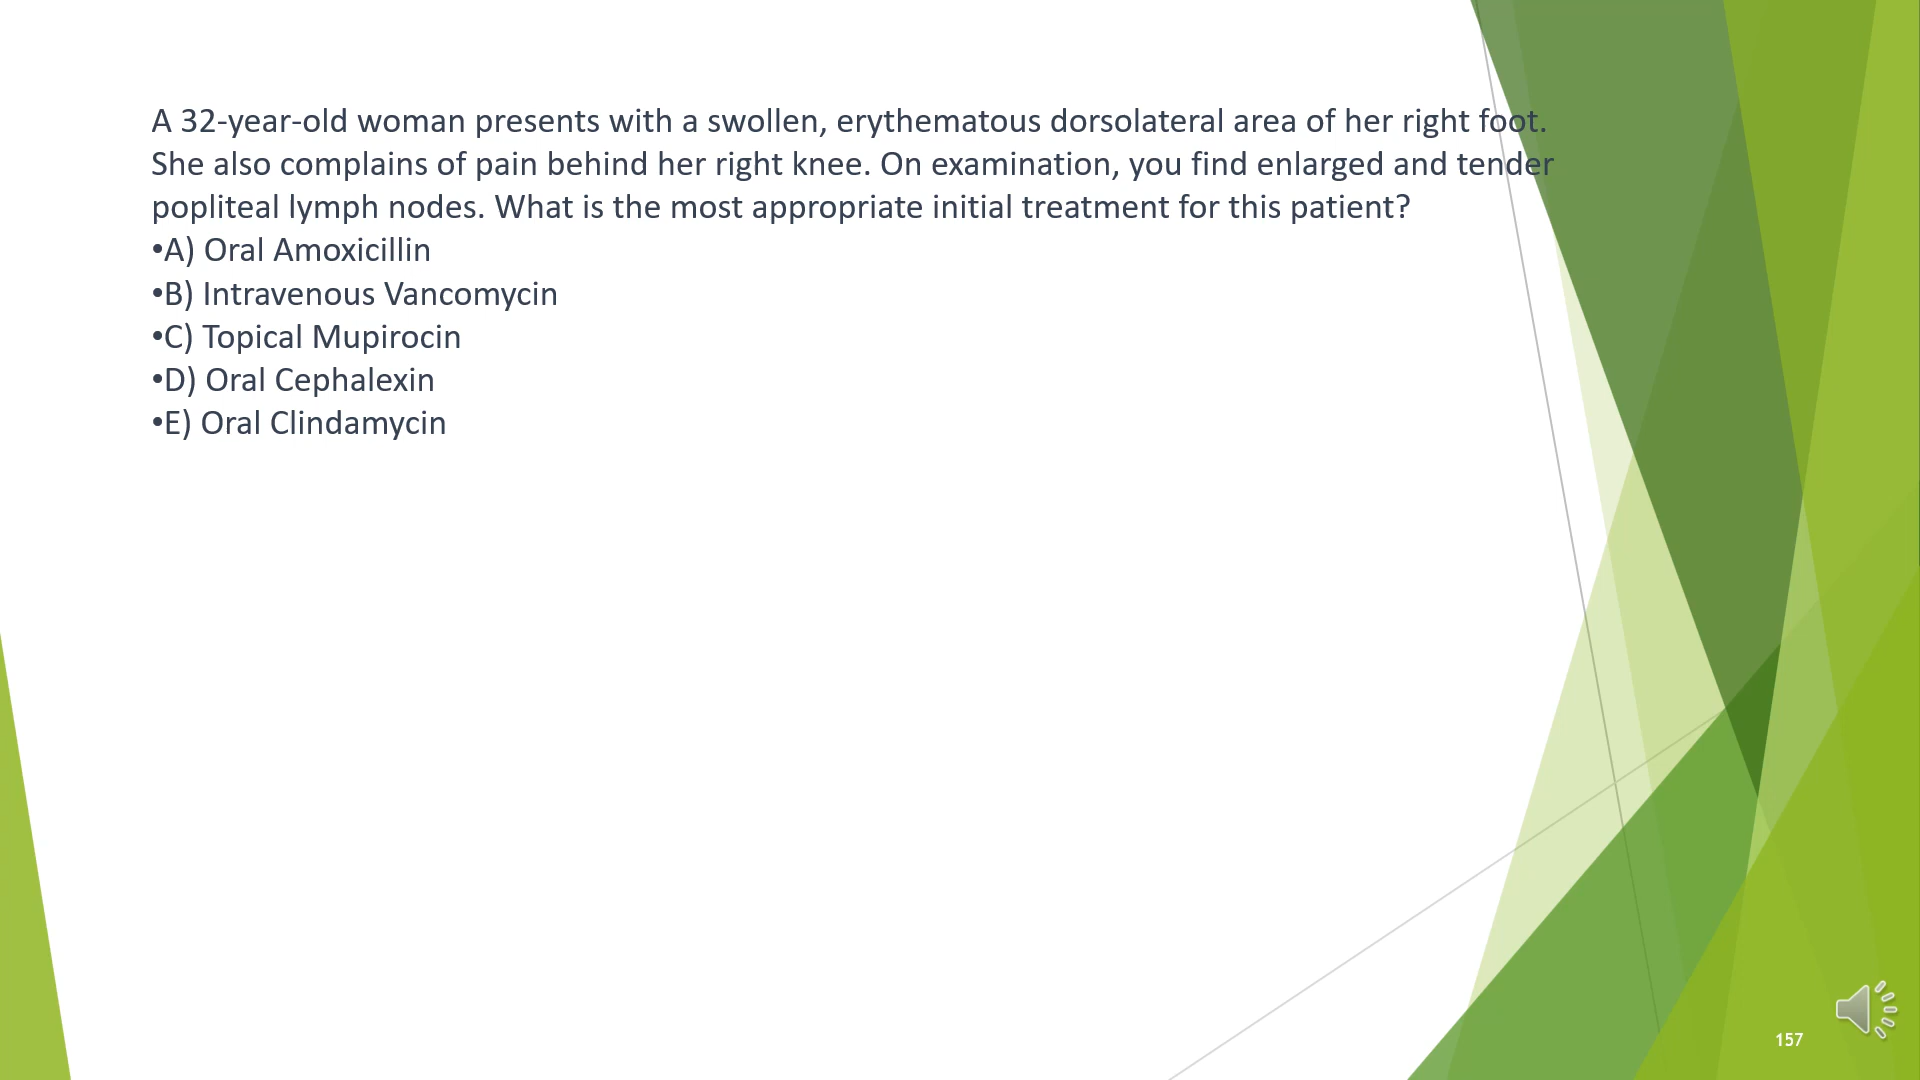 A 32-year-old woman presents with a swollen, erythematous dorsolateral area of her right foot.
She also complains of pain behind her right knee. On examination, you find enlarged and tender
popliteal lymph nodes. What is the most appropriate initial treatment for this patient?
•A) Oral Amoxicillin
•B) Intravenous Vancomycin
•C) Topical Mupirocin
•D) Oral Cephalexin
•E) Oral Clindamycin
157